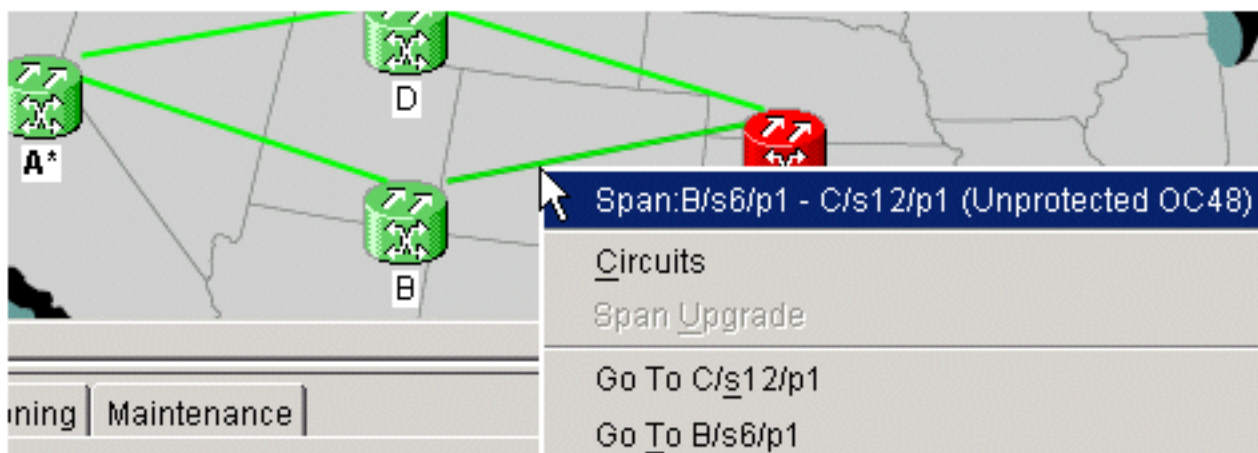 D
A*
B
Span:B/s6/p1 - C/s12/p1 (Unprotected OC48)
Circuits
Span Upgrade
Go To C/s12/p1
Go To B/s6/p1
oning
Maintenance